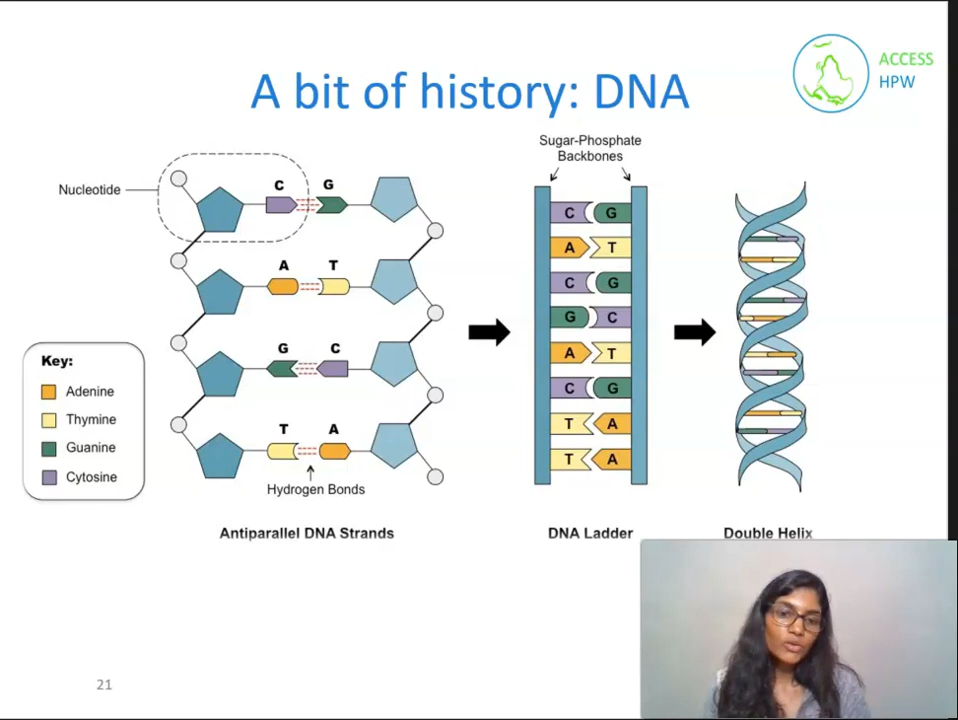 ACCESS
HPW
A bit of history: DNA
Nucleotide
C G
A T
G C
T A
Hydrogen Bonds
Key:
Adenine
Thymine
Guanine
Cytosine
Antiparallel DNA Strands
Sugar-Phosphate
Backbones
C G
A T
C G
G C
A T
C G
T A
T A
DNA Ladder
Double Helix
21